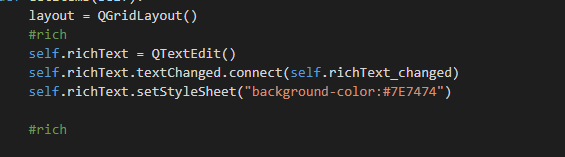 layout = QGridLayout()
#rich
self.richText = QTextEdit()
self.richText.textChanged.connect(self.richText_changed)
self.richText.setStyleSheet("background-color:#7E7474")
#rich